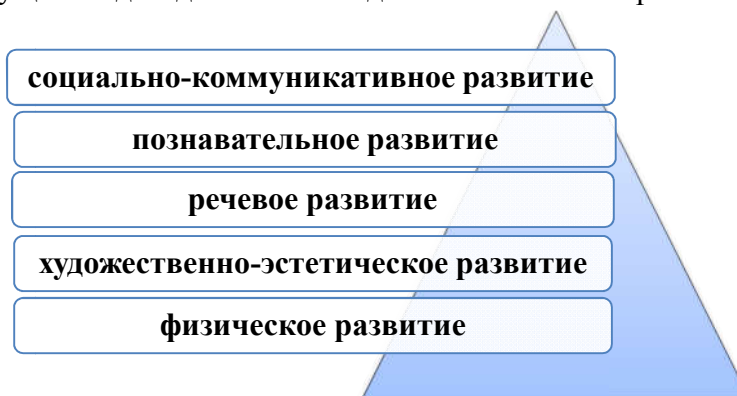 социально-коммуникативное развитие
познавательное развитие
речевое развитие
художественно-эстетическое развитие
физическое развитие